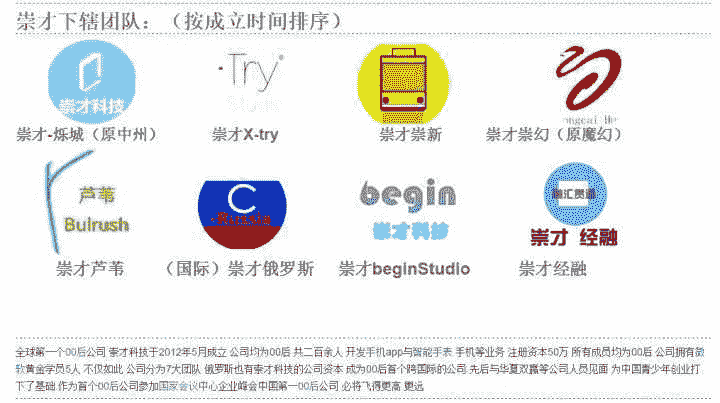 崇才下辖团队：（按成立时间排序）
崇才科技
·Try
Studio
崇才-烁城（原中州）
崇才X-try
崇才崇新
崇才崇幻（原魔幻）
芦苇
Bulrush
C
·Russia
begin
崇才科技
崇才 经融
崇才芦苇
（国际）崇才俄罗斯
崇才beginStudio
崇才经融
全球第一个00后公司 崇才科技于2012年5月成立 公司均为00后 共二百余人 开发手机app与智能手表 手机等业务 注册资本50万 所有成员均为00后 公司拥有微
软黄金学员5人 不仅如此 公司分为7大团队 俄罗斯也有崇才科技的公司资本 成为00后首个跨国际的公司 先后与华夏双嘉等公司人员见面 为中国青少年创业打
下了基础 作为首个00后公司参加国家会议中心企业峰会中国第一00后公司 必将飞得更高 更远